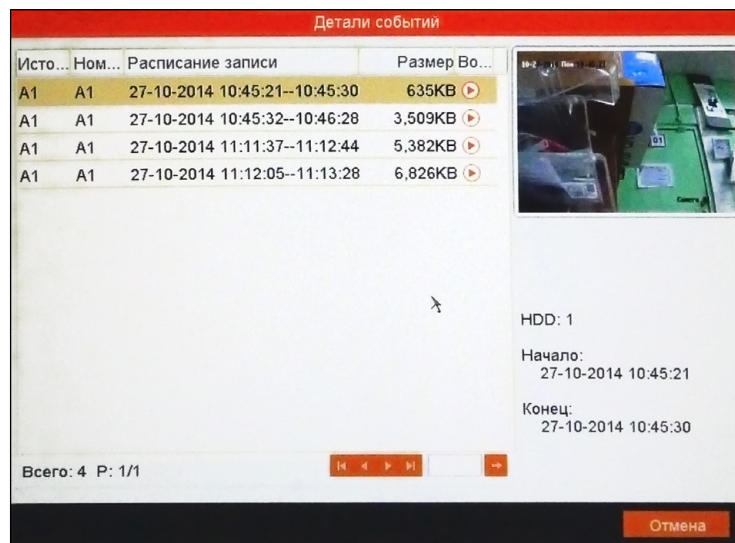 Детали событий
Исто... Ном... Расписание записи Размер Во...
A1 A1 27-10-2014 10:45:21--10:45:30 635KB
A1 A1 27-10-2014 10:45:32--10:46:28 3,509KB
A1 A1 27-10-2014 11:11:37--11:12:44 5,382KB
A1 A1 27-10-2014 11:12:05--11:13:28 6,826KB
01
HDD: 1
Начало:
27-10-2014 10:45:21
Конец:
27-10-2014 10:45:30
Всего: 4 P: 1/1
Отмена